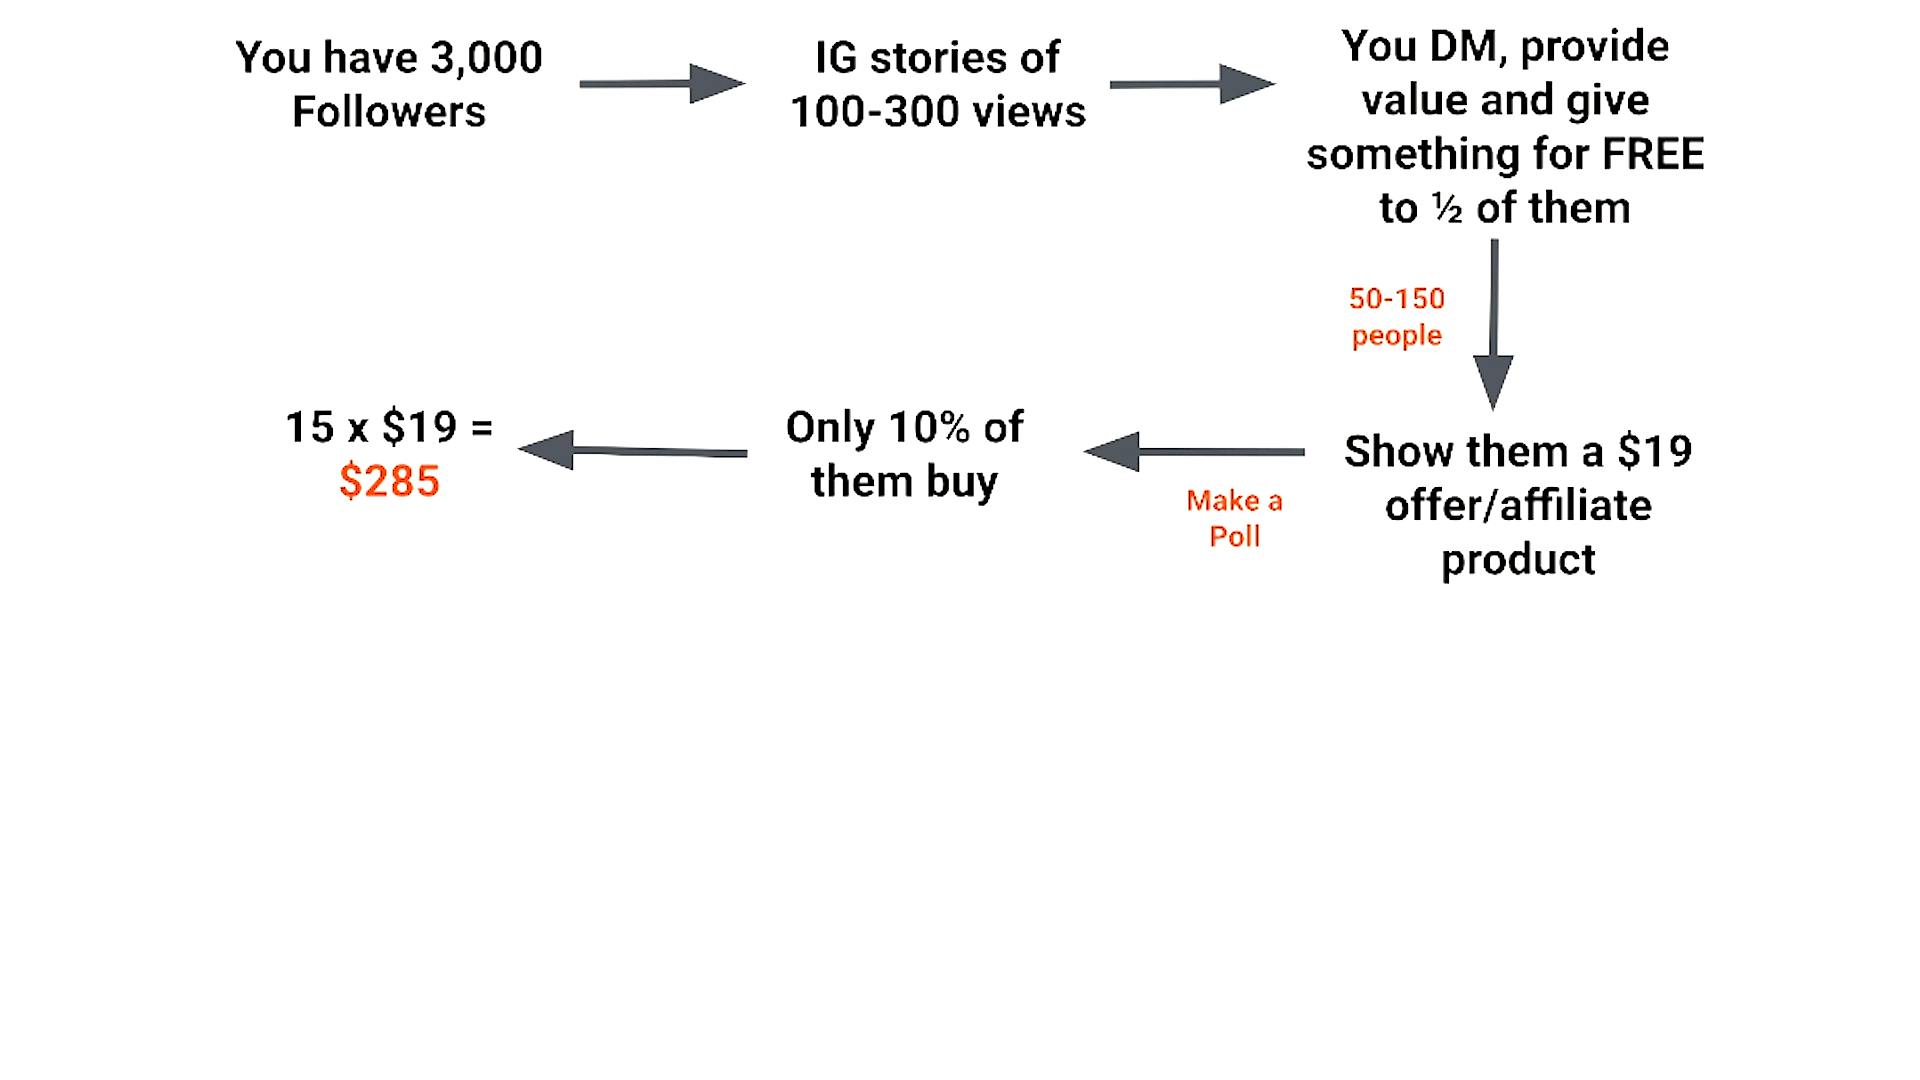 You have 3,000
Followers
IG stories of
100-300 views
You DM, provide
value and give
something for FREE
to ½ of them
50-150
people
Show them a $19
offer/affiliate
product
Make a
Poll
Only 10% of
them buy
15 x $19 =
$285